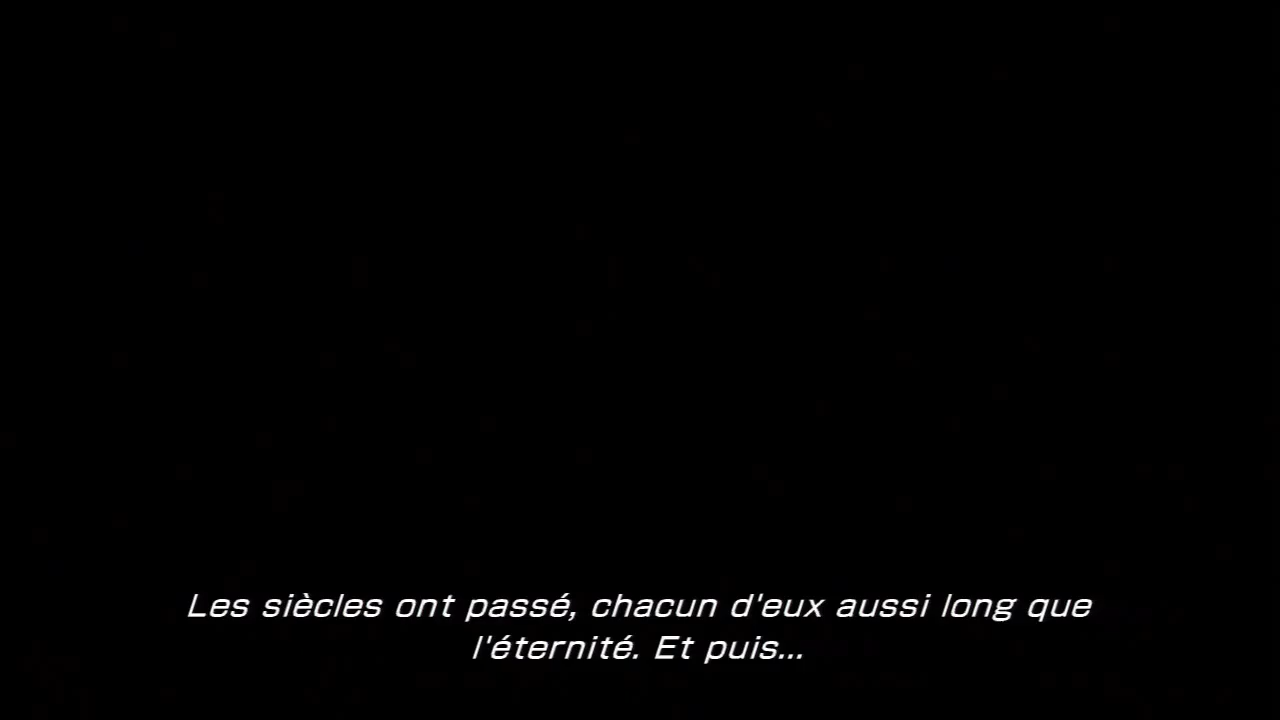 Les siècles ont passé, chacun d'eux aussi long que
l'éternité. Et puis...